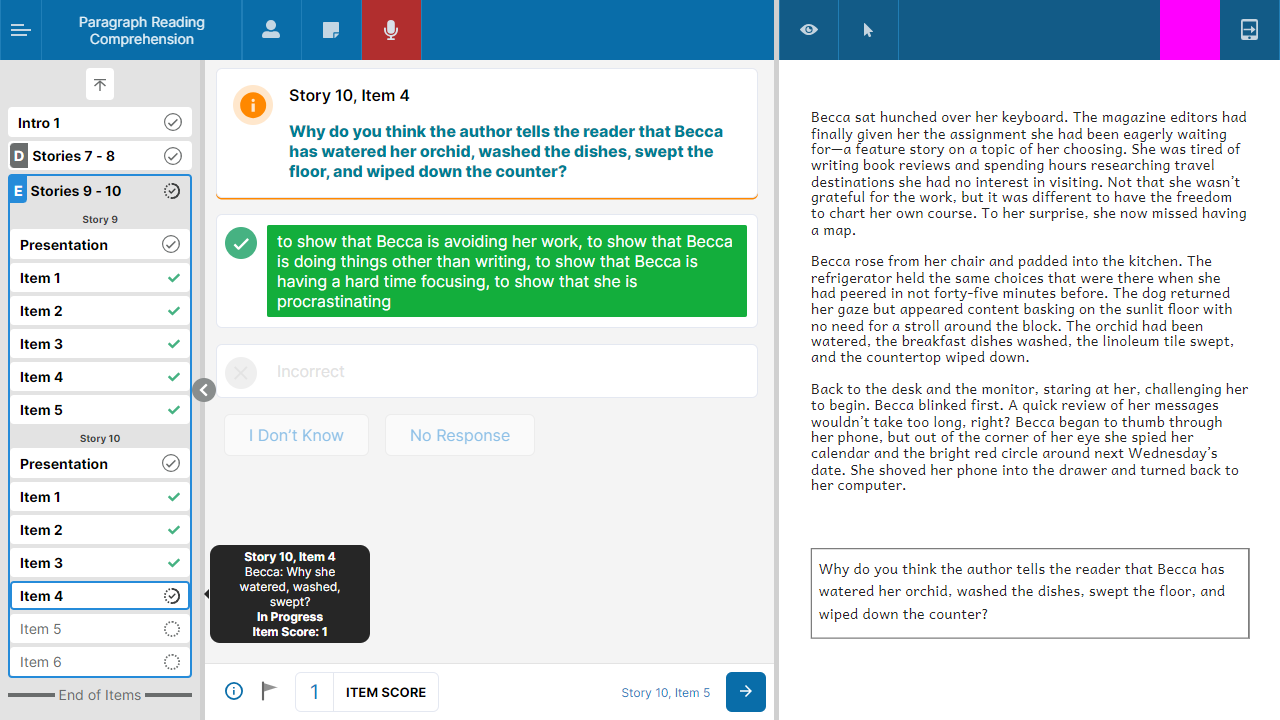 Paragraph Reading
Comprehension
Intro 1
D Stories 7 - 8
E Stories 9 - 10
Story 9
Presentation
Item 1
Item 2
Item 3
Item 4
Item 5
Story 10
Presentation
Item 1
Item 2
Item 3
Item 4
Item 5
Item 6
End of Items
Story 10, Item 4
Why do you think the author tells the reader that Becca
has watered her orchid, washed the dishes, swept the
floor, and wiped down the counter?
to show that Becca is avoiding her work, to show that Becca
is doing things other than writing, to show that Becca is
having a hard time focusing, to show that she is
procrastinating
Incorrect
I Don't Know
No Response
Story 10, Item 4
Becca: Why she
watered, washed,
swept?
In Progress
Item Score: 1
1 ITEM SCORE
Story 10, Item 5
Becca sat hunched over her keyboard. The magazine editors had
finally given her the assignment she had been eagerly waiting
for—a feature story on a topic of her choosing. She was tired of
writing book reviews and spending hours researching travel
destinations she had no interest in visiting. Not that she wasn't
grateful for the work, but it was different to have the freedom
to chart her own course. To her surprise, she now missed having
a map.
Becca rose from her chair and padded into the kitchen. The
refrigerator held the same choices that were there when she
had peered in not forty-five minutes before. The dog returned
her gaze but appeared content basking on the sunlit floor with
no need for a stroll around the block. The orchid had been
watered, the breakfast dishes washed, the linoleum tile swept,
and the countertop wiped down.
Back to the desk and the monitor, staring at her, challenging her
to begin. Becca blinked first. A quick review of her messages
wouldn't take too long, right? Becca began to thumb through
her phone, but out of the corner of her eye she spied her
calendar and the bright red circle around next Wednesday's
date. She shoved her phone into the drawer and turned back to
her computer.
Why do you think the author tells the reader that Becca has
watered her orchid, washed the dishes, swept the floor, and
wiped down the counter?